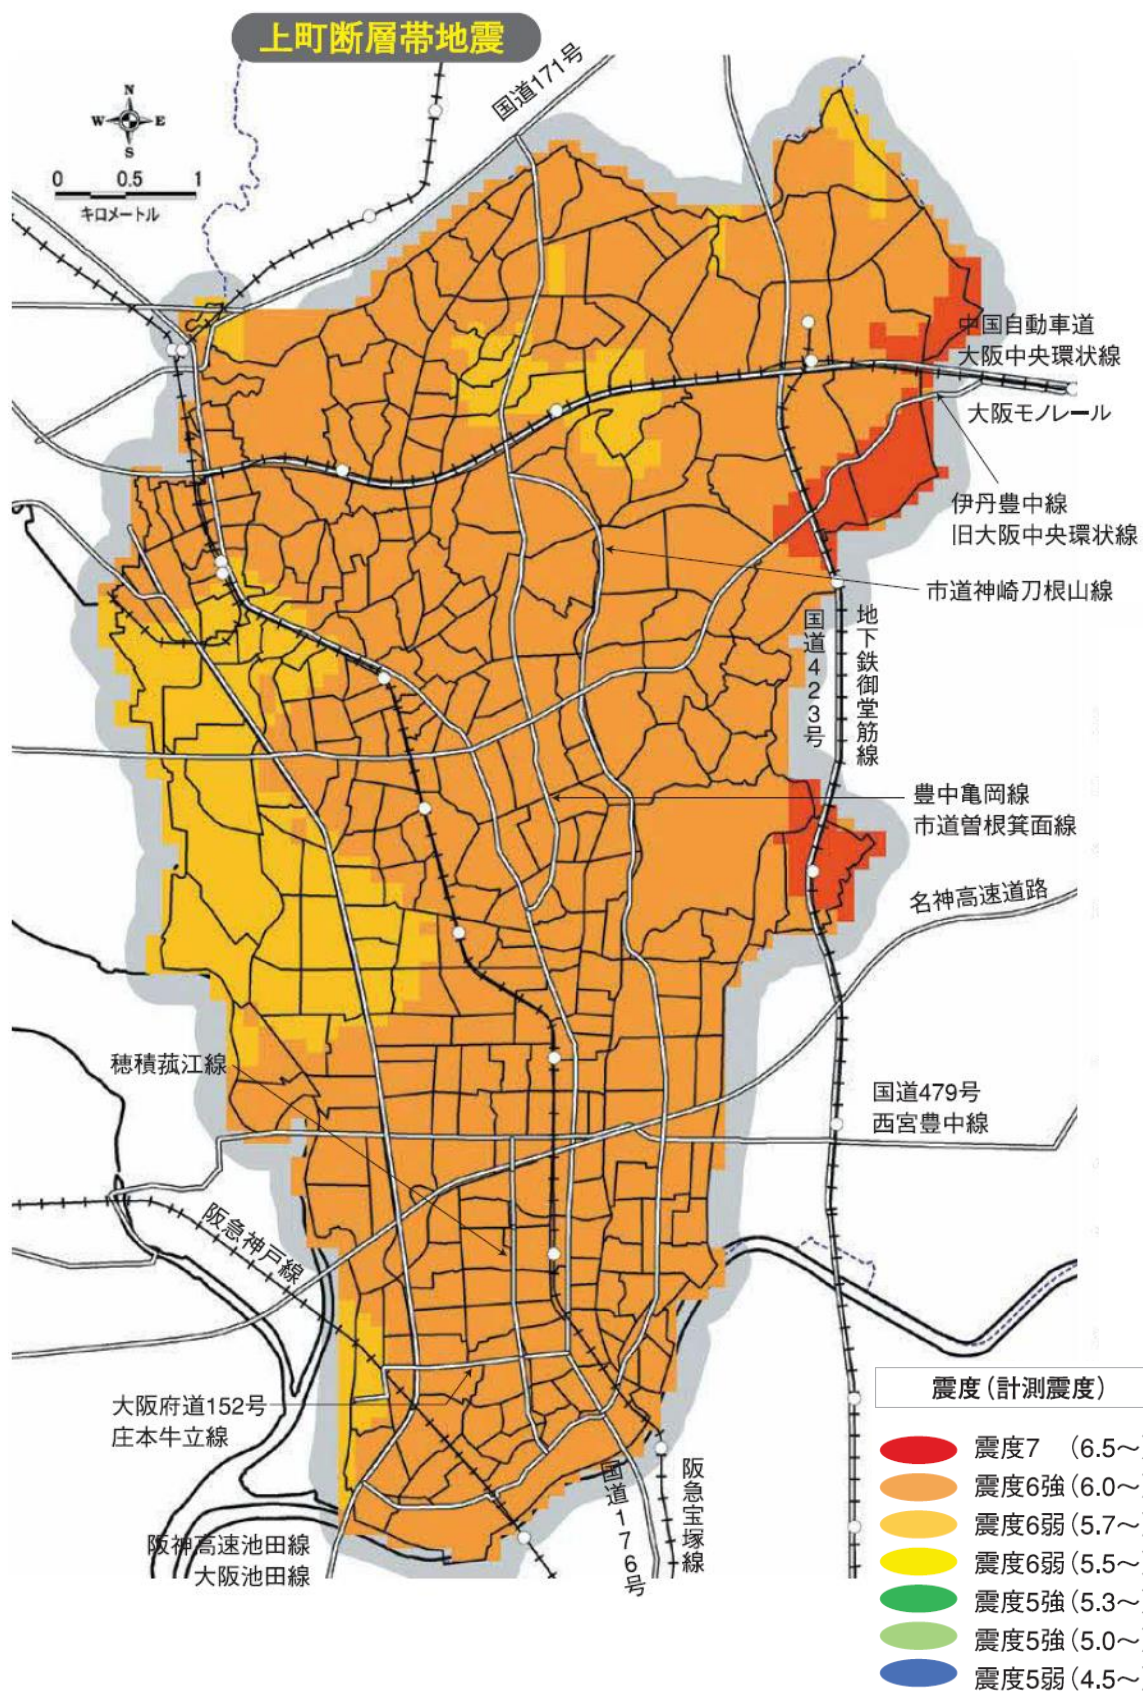 上町断層帯地震
国道171号
N
W
E
S
0 0.5 1
キロメートル
中国自動車道
大阪中央環状線
大阪モノレール
伊丹豊中線
旧大阪中央環状線
市道神崎刀根山線
国道423号
地下鉄御堂筋線
豊中亀岡線
市道曽根箕面線
名神高速道路
穂積菰江線
国道479号
西宮豊中線
阪急神戸線
大阪府道152号
庄本牛立線
阪神高速池田線
大阪池田線
国道176号
阪急宝塚線
震度(計測震度)
震度7 (6.5~
震度6強(6.0~
震度6弱(5.7~
震度6弱(5.5~
震度5強(5.3~
震度5強(5.0~
震度5弱(4.5~